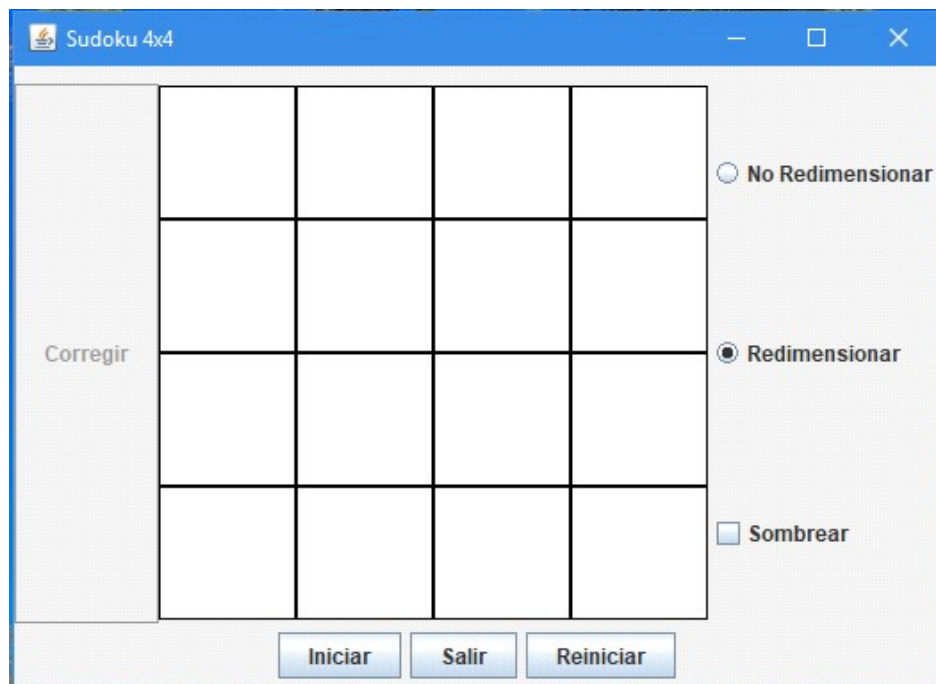 Sudoku 4x4
No Redimensionar
Corregir
Redimensionar
Sombrear
Iniciar
Salir
Reiniciar